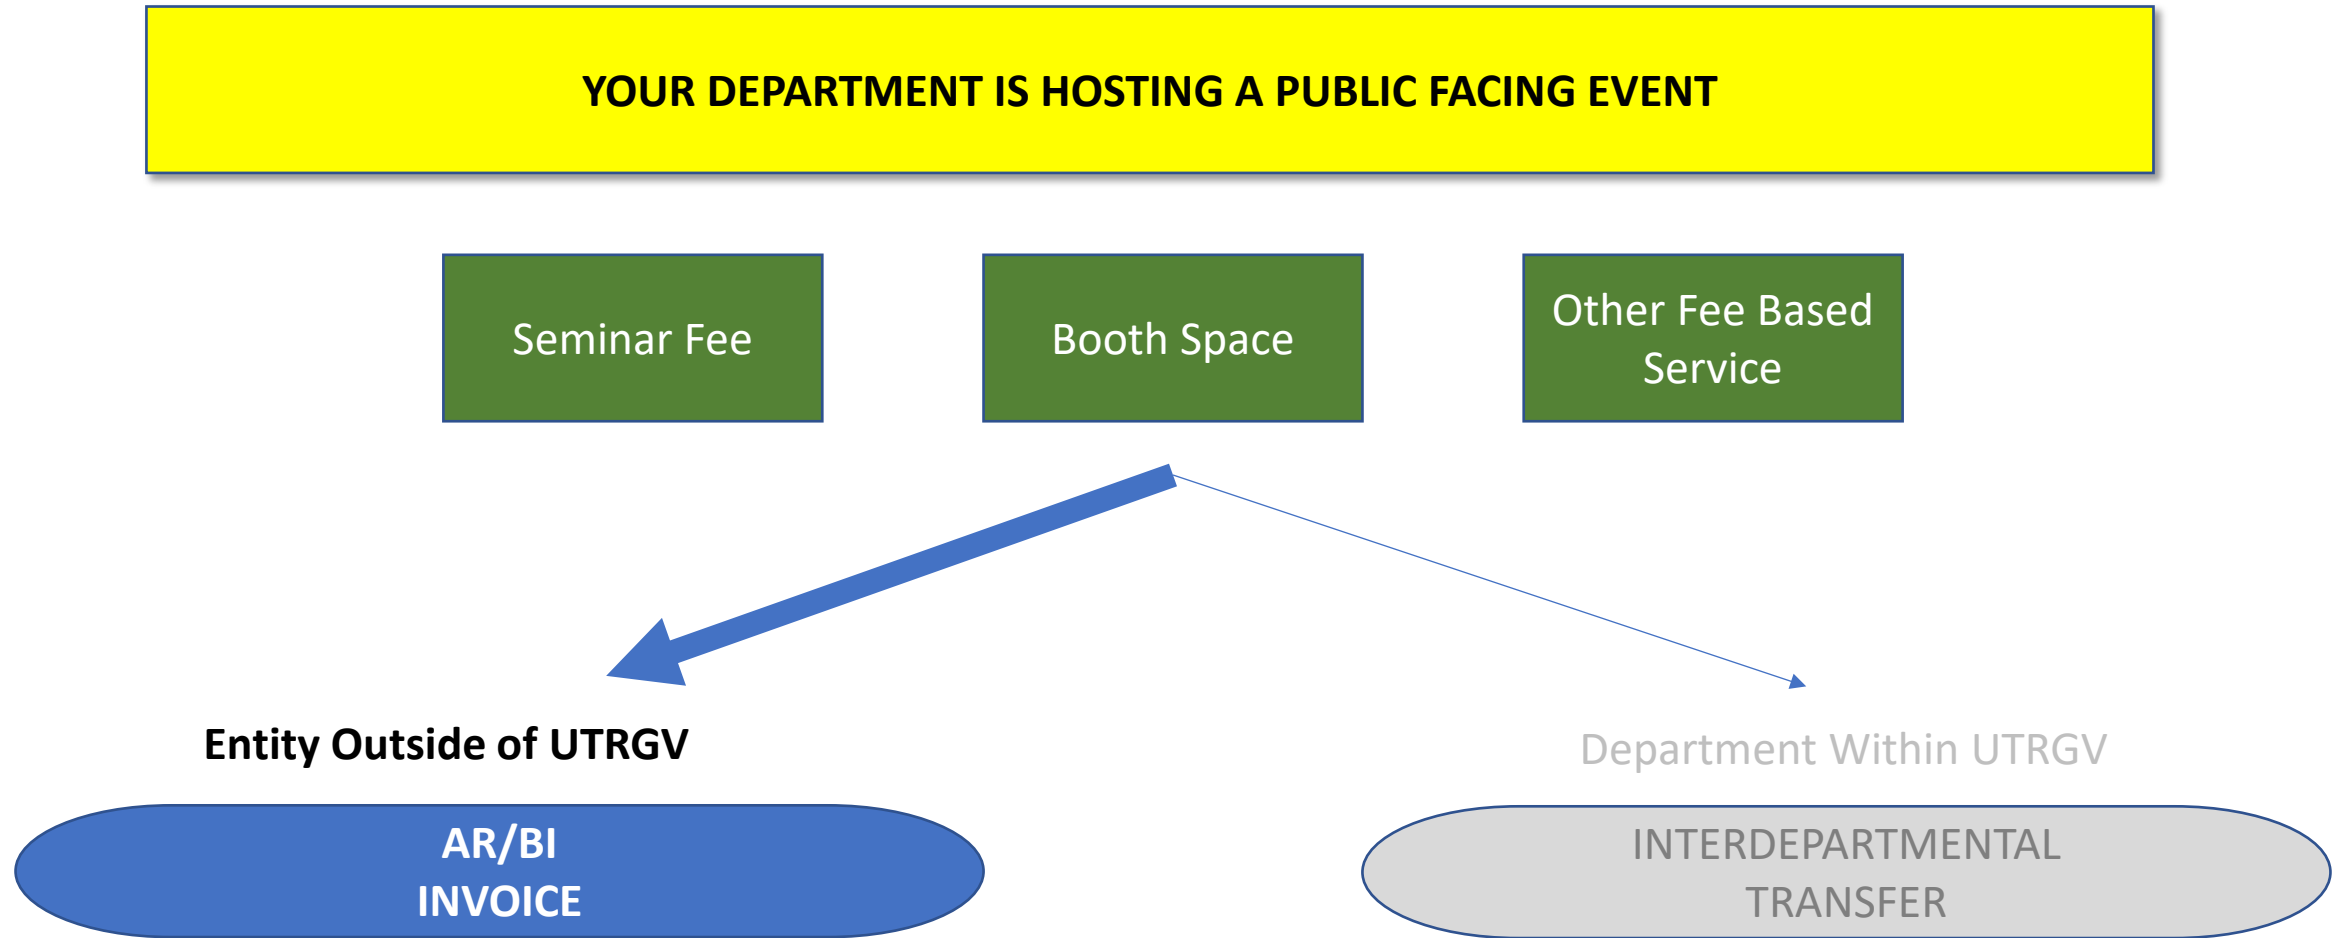 YOUR DEPARTMENT IS HOSTING A PUBLIC FACING EVENT
Seminar Fee
Booth Space
Other Fee Based
Service
Entity Outside of UTRGV
Department Within UTRGV
AR/BI
INVOICE
INTERDEPARTMENTAL
TRANSFER